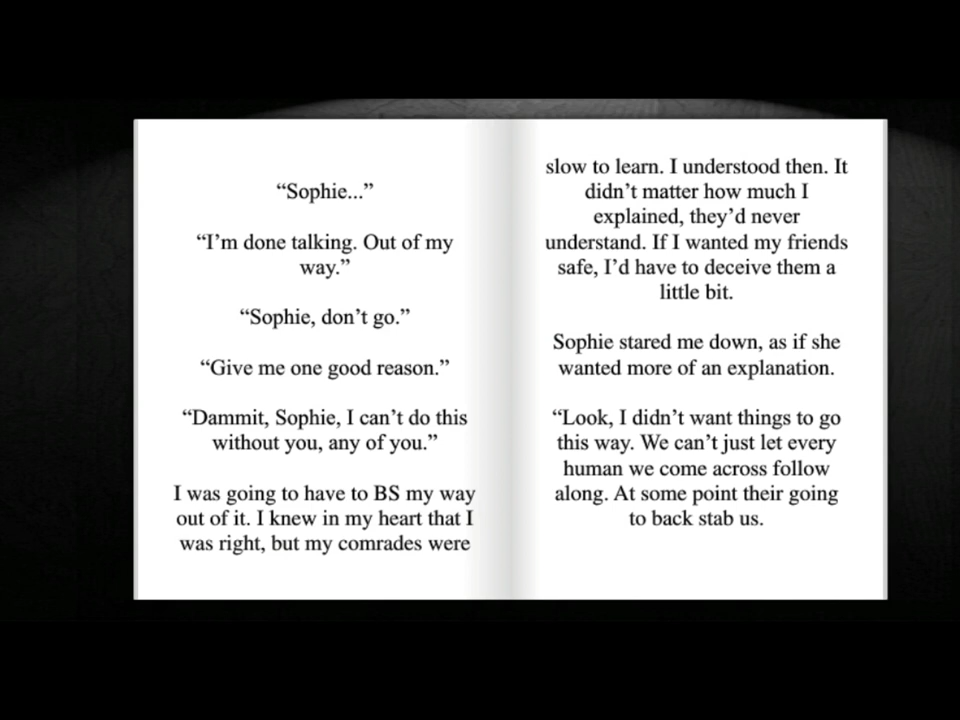 “Sophie...”
“I’m done talking. Out of my
way.”
“Sophie, don’t go.”
“Give me one good reason.”
“Dammit, Sophie, I can’t do this
without you, any of you.”
I was going to have to BS my way
out of it. I knew in my heart that I
was right, but my comrades were
slow to learn. I understood then. It
didn’t matter how much I
explained, they’d never
understand. If I wanted my friends
safe, I’d have to deceive them a
little bit.
Sophie stared me down, as if she
wanted more of an explanation.
“Look, I didn’t want things to go
this way. We can’t just let every
human we come across follow
along. At some point their going
to back stab us.